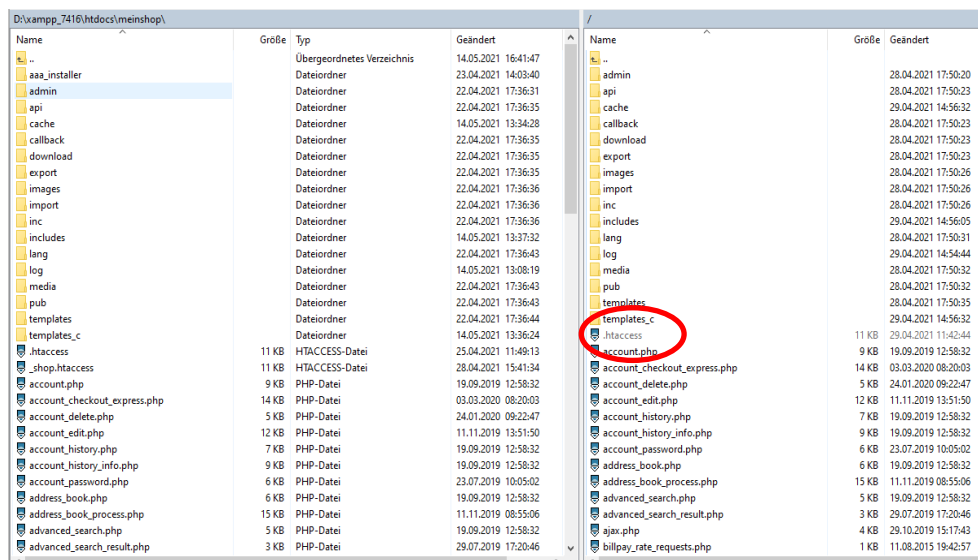 D:\xampp_7416\htdocs\meinshop\
Name Größe Typ Geändert
.. Übergeordnetes Verzeichnis 14.05.2021 16:41:47
aaa_installer Dateiordner 23.04.2021 14:03:40
admin Dateiordner 22.04.2021 17:36:31
api Dateiordner 22.04.2021 17:36:35
cache Dateiordner 14.05.2021 13:34:28
callback Dateiordner 22.04.2021 17:36:35
download Dateiordner 22.04.2021 17:36:35
export Dateiordner 22.04.2021 17:36:35
images Dateiordner 22.04.2021 17:36:36
import Dateiordner 22.04.2021 17:36:36
inc Dateiordner 22.04.2021 17:36:36
includes Dateiordner 14.05.2021 13:37:32
lang Dateiordner 22.04.2021 17:36:43
log Dateiordner 14.05.2021 13:08:19
media Dateiordner 22.04.2021 17:36:43
pub Dateiordner 22.04.2021 17:36:43
templates Dateiordner 22.04.2021 17:36:44
templates_c Dateiordner 14.05.2021 13:36:24
.htaccess 11 KB HTACCESS-Datei 25.04.2021 11:49:13
_shop.htaccess 11 KB HTACCESS-Datei 28.04.2021 15:41:34
account.php 9 KB PHP-Datei 19.09.2019 12:58:32
account_checkout_express.php 14 KB PHP-Datei 03.03.2020 08:20:03
account_delete.php 5 KB PHP-Datei 24.01.2020 09:22:47
account_edit.php 12 KB PHP-Datei 11.11.2019 13:51:50
account_history.php 7 KB PHP-Datei 19.09.2019 12:58:32
account_history_info.php 9 KB PHP-Datei 19.09.2019 12:58:32
account_password.php 6 KB PHP-Datei 23.07.2019 10:05:02
address_book.php 6 KB PHP-Datei 19.09.2019 12:58:32
address_book_process.php 15 KB PHP-Datei 11.11.2019 08:55:06
advanced_search.php 5 KB PHP-Datei 19.09.2019 12:58:32
advanced_search_result.php 3 KB PHP-Datei 29.07.2019 17:20:46
/
Name Größe Geändert
..
admin 28.04.2021 17:50:20
api 28.04.2021 17:50:23
cache 29.04.2021 14:56:32
callback 28.04.2021 17:50:23
download 28.04.2021 17:50:23
export 28.04.2021 17:50:23
images 28.04.2021 17:50:26
import 28.04.2021 17:50:26
inc 28.04.2021 17:50:26
includes 29.04.2021 14:56:05
lang 28.04.2021 17:50:31
log 29.04.2021 14:54:44
media 28.04.2021 17:50:32
pub 28.04.2021 17:50:32
templates 28.04.2021 17:50:35
templates_c 29.04.2021 14:56:32
.htaccess 11 KB 29.04.2021 11:42:44
account.php 9 KB 19.09.2019 12:58:32
account_checkout_express.php 14 KB 03.03.2020 08:20:03
account_delete.php 5 KB 24.01.2020 09:22:47
account_edit.php 12 KB 11.11.2019 13:51:50
account_history.php 7 KB 19.09.2019 12:58:32
account_history_info.php 9 KB 19.09.2019 12:58:32
account_password.php 6 KB 23.07.2019 10:05:02
address_book.php 6 KB 19.09.2019 12:58:32
address_book_process.php 15 KB 11.11.2019 08:55:06
advanced_search.php 5 KB 19.09.2019 12:58:32
advanced_search_result.php 3 KB 29.07.2019 17:20:46
ajax.php 4 KB 29.10.2019 15:17:43
billpay_rate_requests.php 1 KB 11.08.2015 19:42:57